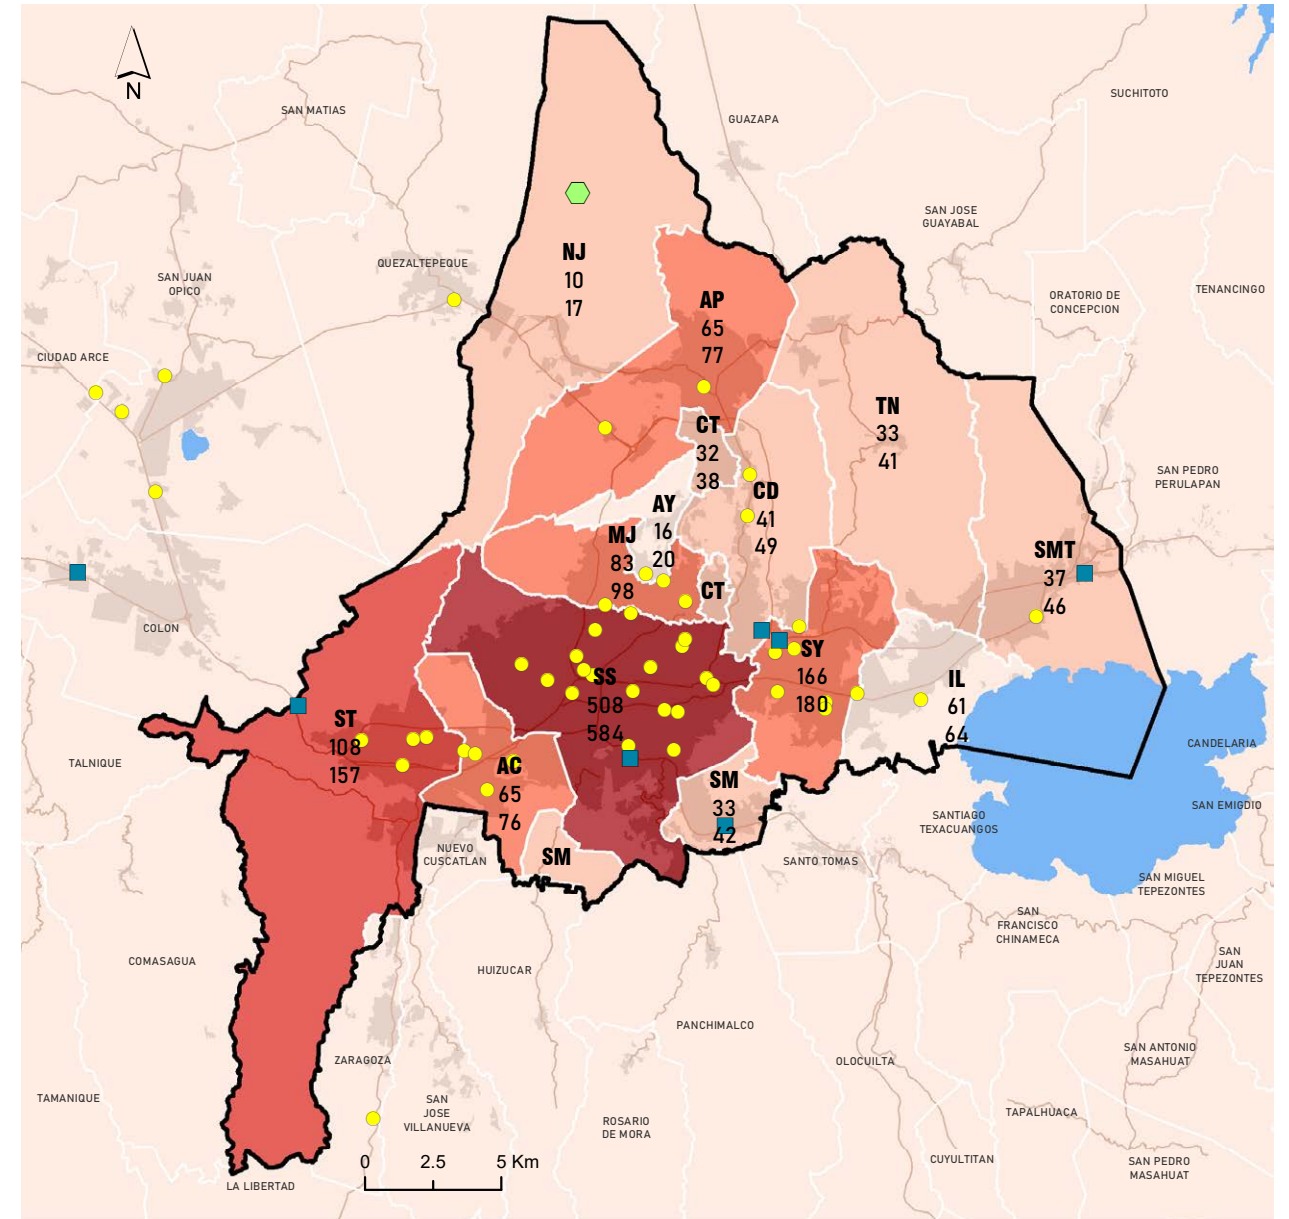 N
SAN MATIAS
GUAZAPA
SUCHITOTO
SAN JOSE
GUAYABAL
QUEZALTEPEQUE
SAN JUAN
OPICO
NJ
10
17
AP
65
77
ORATORIO DE
CONCEPCION
TENANCINGO
CIUDAD ARCE
CT
32
38
TN
33
41
SAN PEDRO
PERULAPAN
AY
16
20
CD
41
49
MJ
83
98
SMT
37
46
CT
COLON
SS
508
584
SY
166
180
IL
61
64
ST
108
157
AC
65
76
SM
33
42
SM
TALNIQUE
CANDELARIA
SAN EMIGDIO
SANTIAGO
TEXACUANGOS
NUEVO
CUSCATLAN
SANTO TOMAS
SAN MIGUEL
TEPEZONTES
SAN
FRANCISCO
CHINAMECA
SAN
JUAN
TEPEZONTES
COMASAGUA
HUIZUCAR
PANCHIMALCO
OLOCUILTA
SAN ANTONIO
MASAHUAT
ZARAGOZA
TAMANIQUE
SAN
JOSE
VILLANUEVA
ROSARIO
DE MORA
TAPALHUACA
CUYULTITAN
SAN PEDRO
MASAHUAT
0 2.5 5 Km
LA LIBERTAD